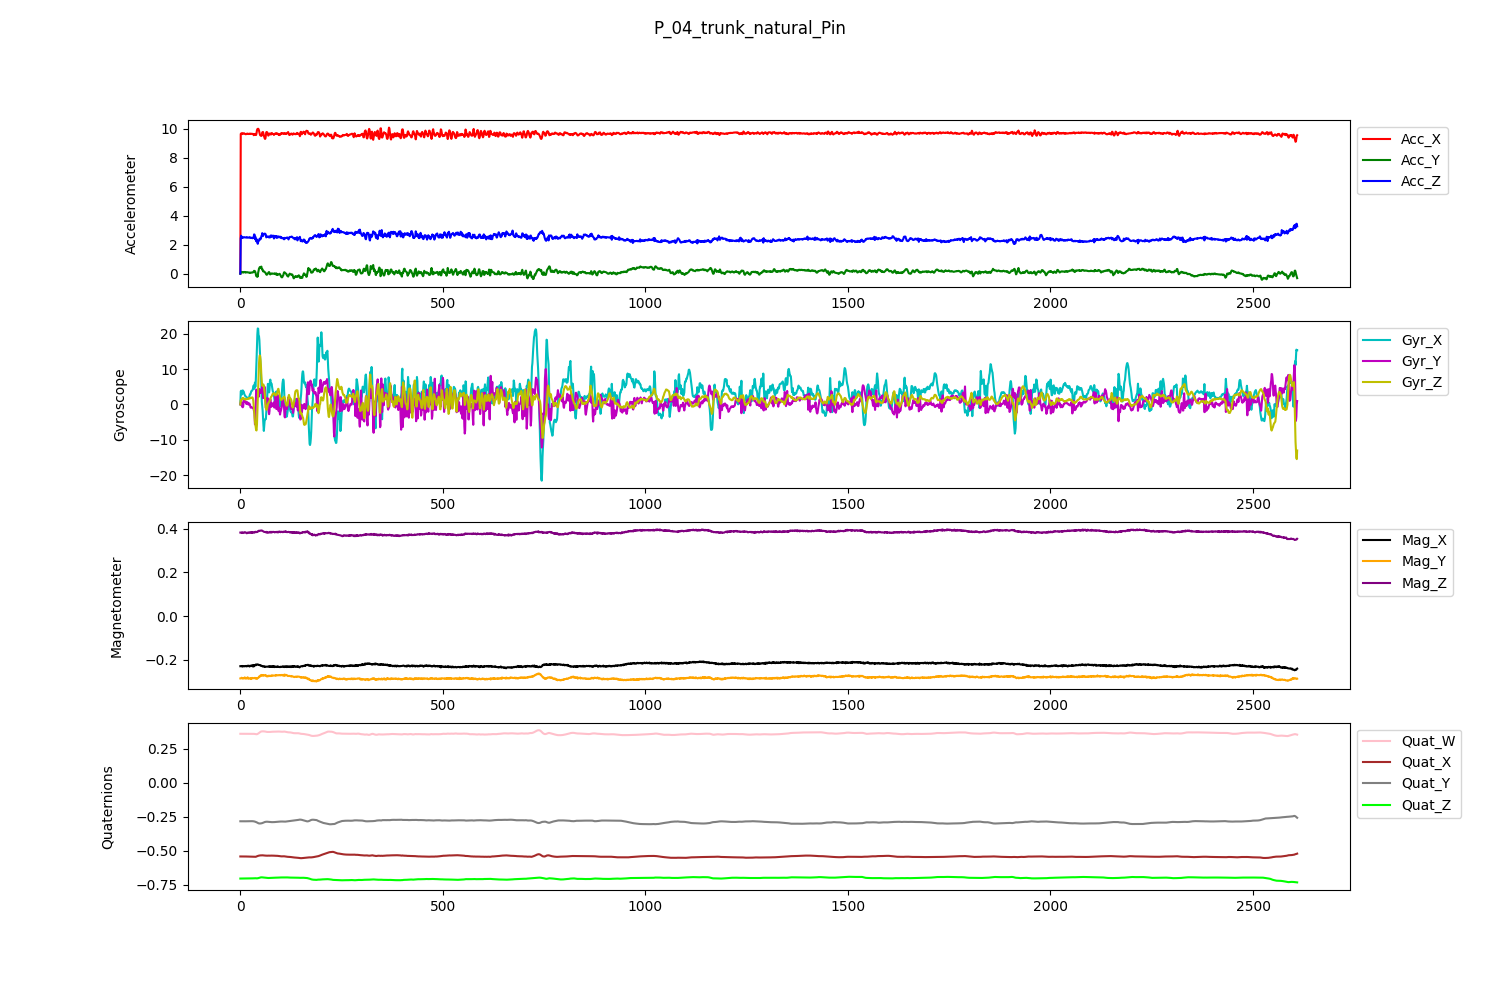 P_04_trunk_natural_Pin
Accelerometer
10
8
6
4
2
0
0 500 1000 1500 2000 2500
Acc_X
Acc_Y
Acc_Z
Gyroscope
20
10
0
−10
−20
0 500 1000 1500 2000 2500
Gyr_X
Gyr_Y
Gyr_Z
Magnetometer
0.4
0.2
0.0
−0.2
0 500 1000 1500 2000 2500
Mag_X
Mag_Y
Mag_Z
Quaternions
0.25
0.00
−0.25
−0.50
−0.75
0 500 1000 1500 2000 2500
Quat_W
Quat_X
Quat_Y
Quat_Z